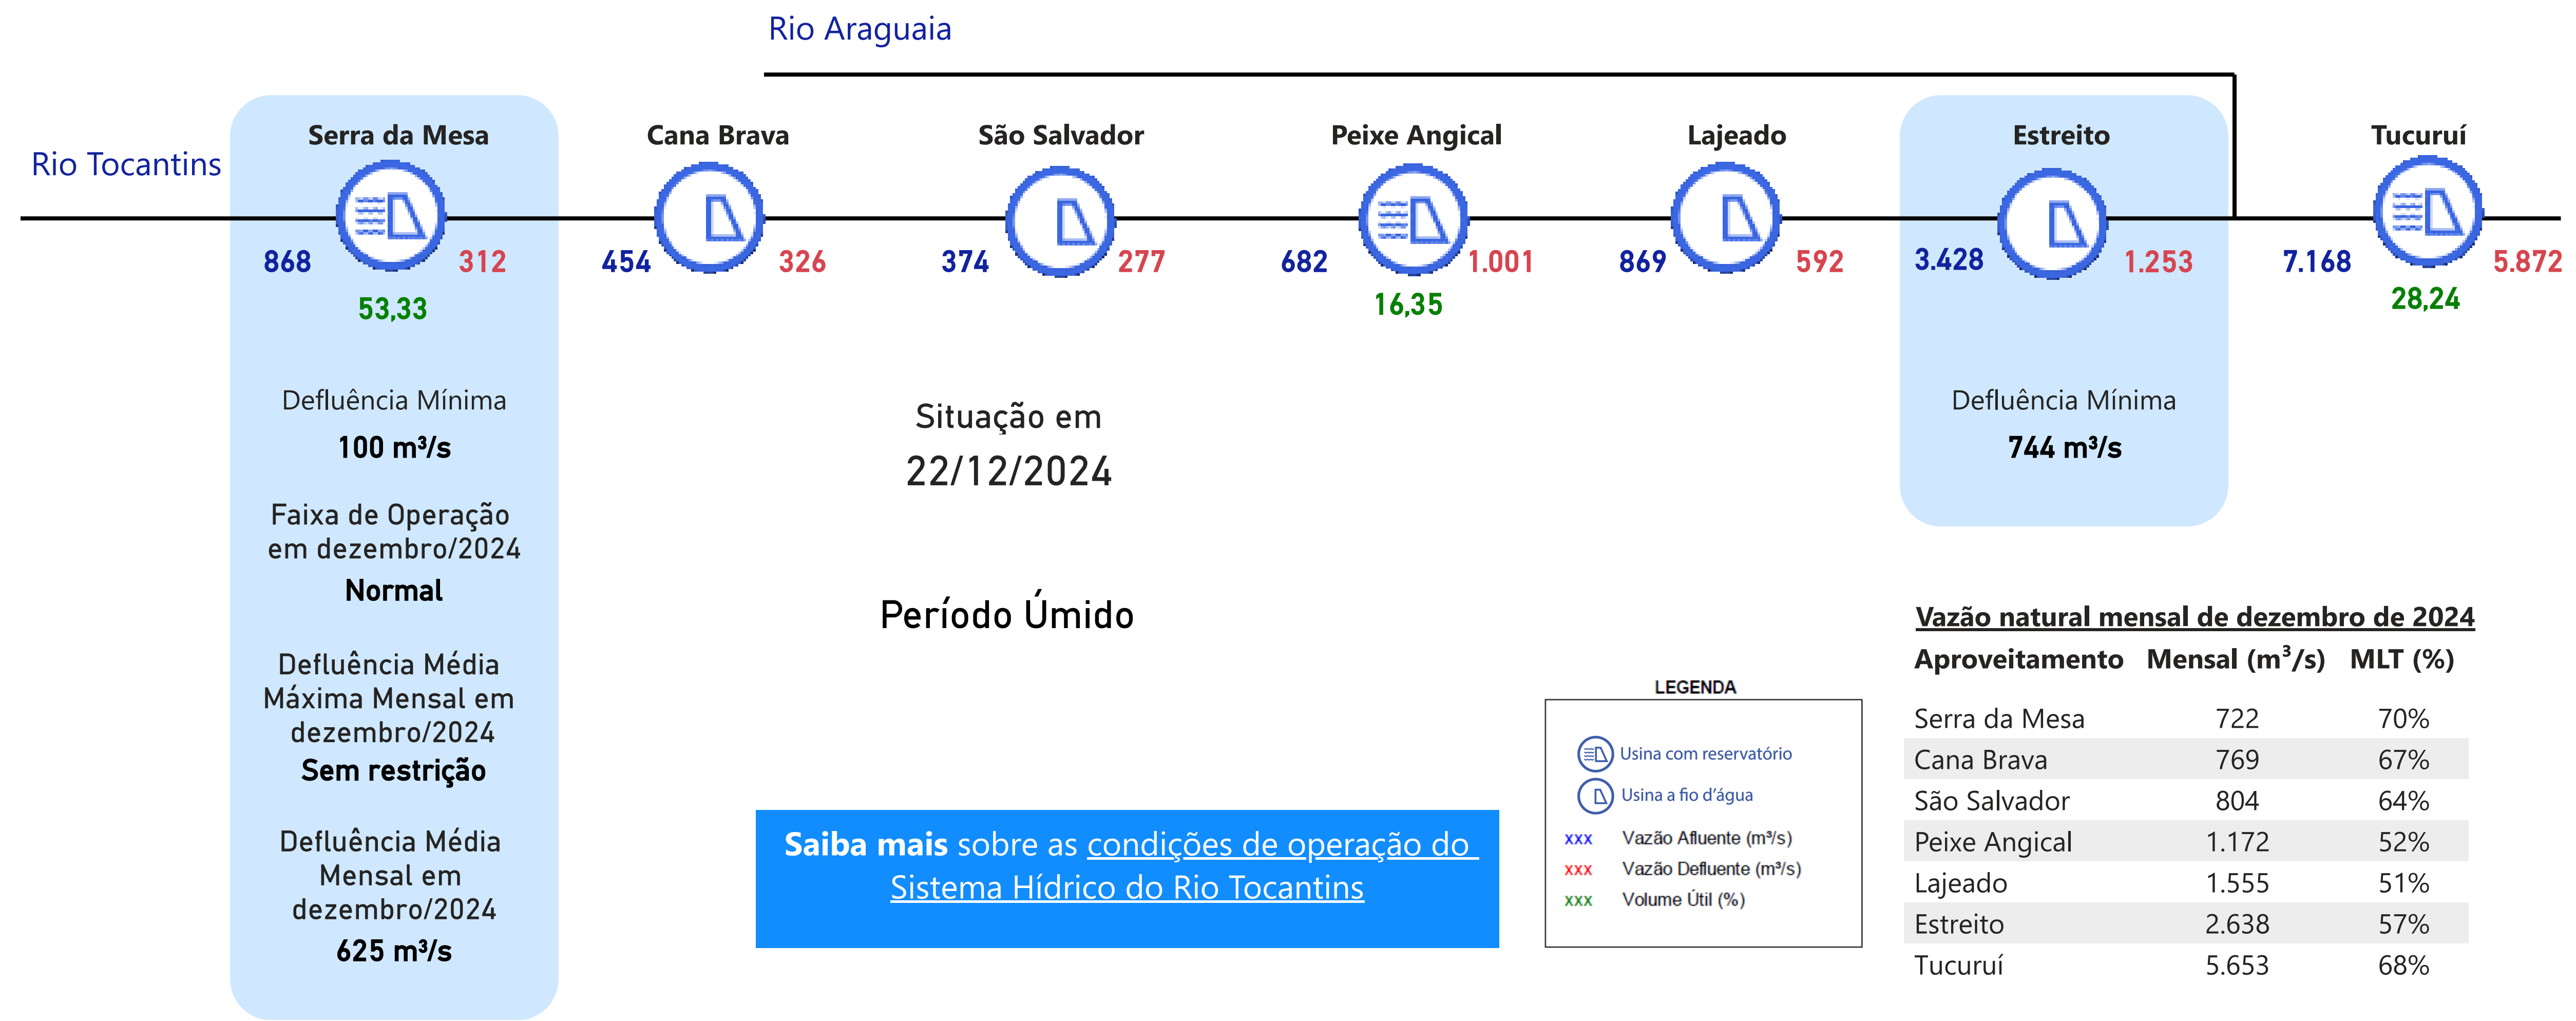 Rio Araguaia
Rio Tocantins
Serra da Mesa
Cana Brava
São Salvador
Peixe Angical
Lajeado
Estreito
Tucuruí
868 312
454 326
374 277
682 1.001
869 592
3.428 1.253
7.168 5.872
53,33
16,35
28,24
Defluência Mínima
100 m³/s
Faixa de Operação
em dezembro/2024
Normal
Defluência Média
Máxima Mensal em
dezembro/2024
Sem restrição
Defluência Média
Mensal em
dezembro/2024
625 m³/s
Situação em
22/12/2024
Período Úmido
Defluência Mínima
744 m³/s
Saiba mais sobre as condições de operação do
Sistema Hídrico do Rio Tocantins
LEGENDA
Usina com reservatório
Usina a fio d'água
xxx Vazão Afluente (m³/s)
xxx Vazão Defluente (m³/s)
xxx Volume Útil (%)
Vazão natural mensal de dezembro de 2024
Aproveitamento Mensal (m³/s) MLT (%)
Serra da Mesa 722 70%
Cana Brava 769 67%
São Salvador 804 64%
Peixe Angical 1.172 52%
Lajeado 1.555 51%
Estreito 2.638 57%
Tucuruí 5.653 68%